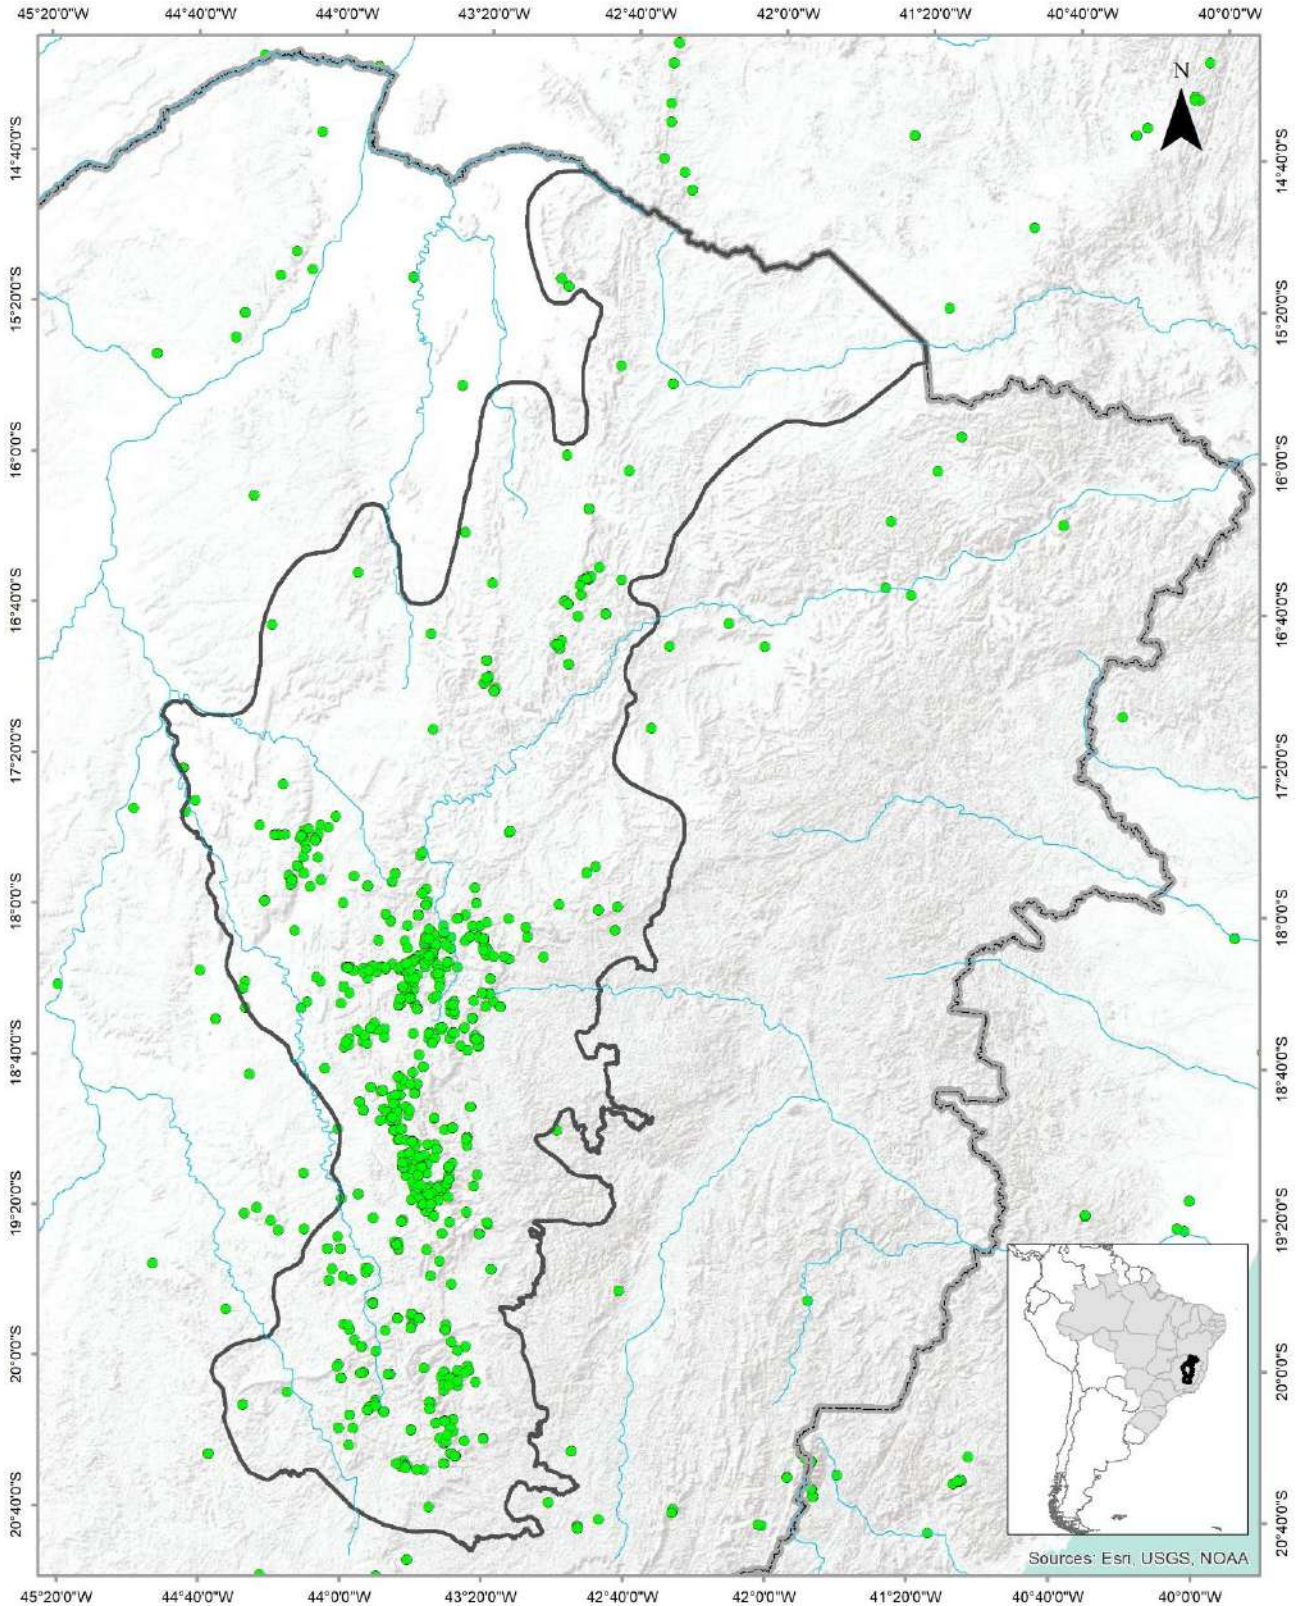 45°20'0"W 44°40'0"W 44°0'0"W 43°20'0"W 42°40'0"W 42°0'0"W 41°20'0"W 40°40'0"W 40°0'0"W
N
14°40'0"S 14°40'0"S
15°20'0"S 15°20'0"S
16°0'0"S 16°0'0"S
16°40'0"S 16°40'0"S
17°20'0"S 17°20'0"S
18°0'0"S 18°0'0"S
18°40'0"S 18°40'0"S
19°20'0"S 19°20'0"S
20°0'0"S 20°0'0"S
20°40'0"S 20°40'0"S
Sources: Esri, USGS, NOAA
45°20'0"W 44°40'0"W 44°0'0"W 43°20'0"W 42°40'0"W 42°0'0"W 41°20'0"W 40°40'0"W 40°0'0"W